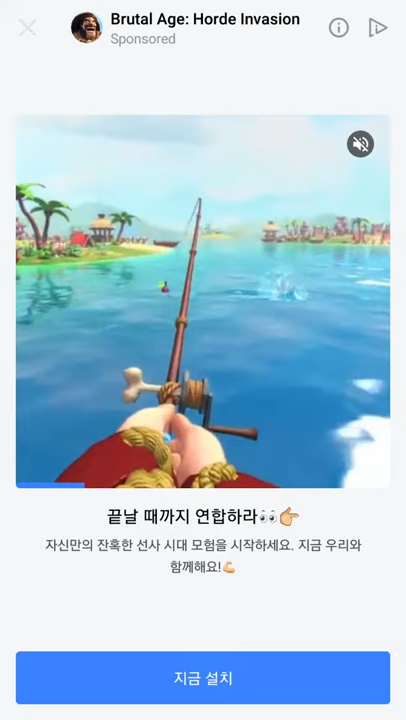 Brutal Age: Horde Invasion
Sponsored
끝날 때까지 연합하라👀👉
자신만의 잔혹한 선사 시대 모험을 시작하세요. 지금 우리와
함께해요!💪
지금 설치